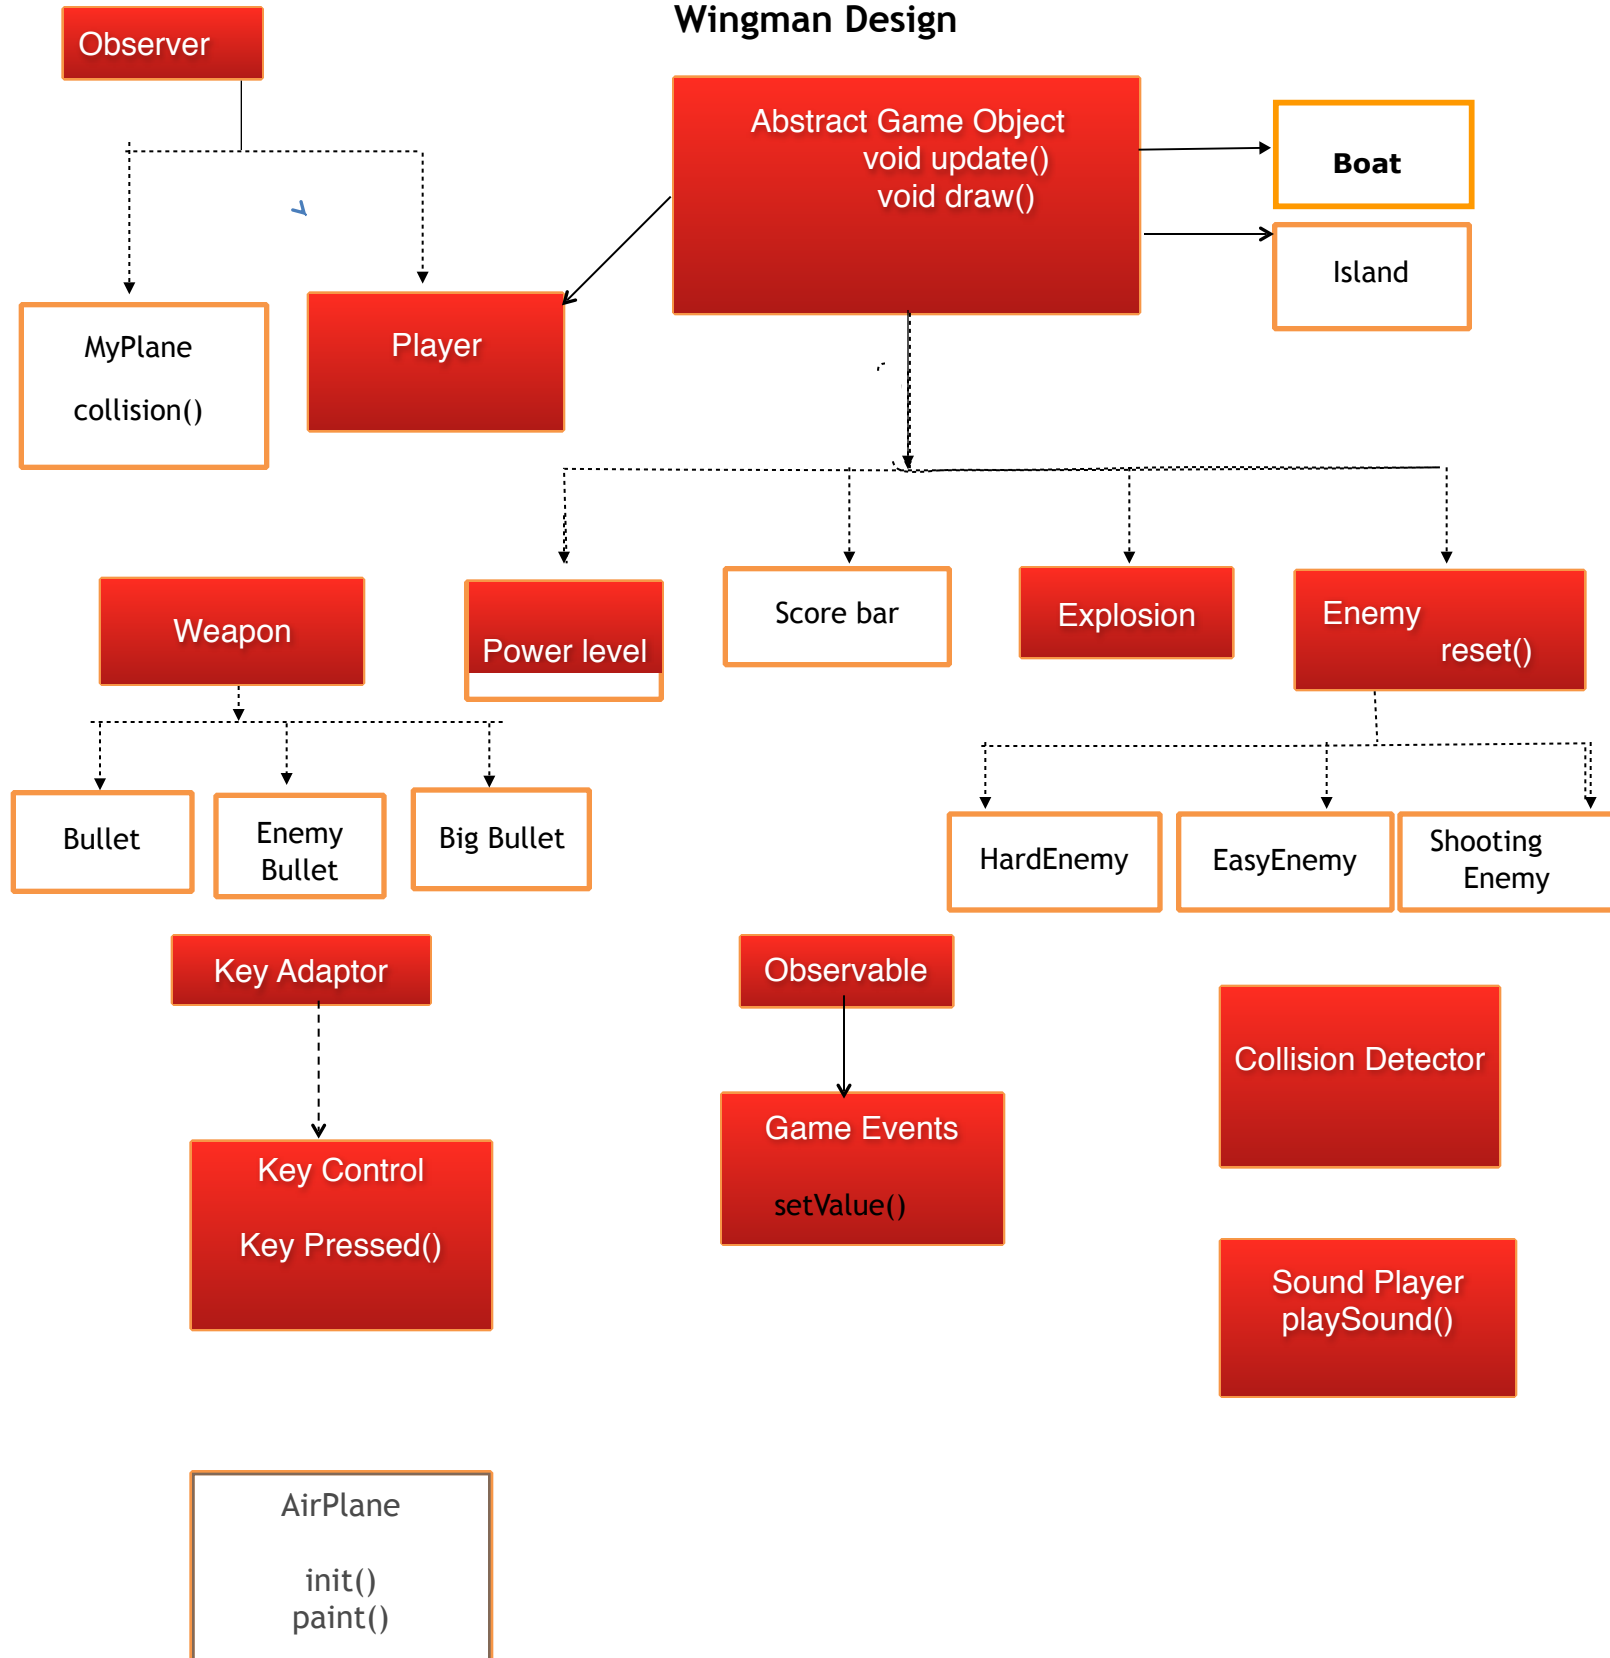 Wingman Design
Observer
Abstract Game Object
void update()
void draw()
Boat
Island
MyPlane
collision()
Player
Weapon
Power level
Score bar
Explosion
Enemy
reset()
Bullet
Enemy
Bullet
Big Bullet
HardEnemy
EasyEnemy
Shooting
Enemy
Key Adaptor
Observable
Collision Detector
Key Control
Key Pressed()
Game Events
setValue()
Sound Player
playSound()
AirPlane
init()
paint()